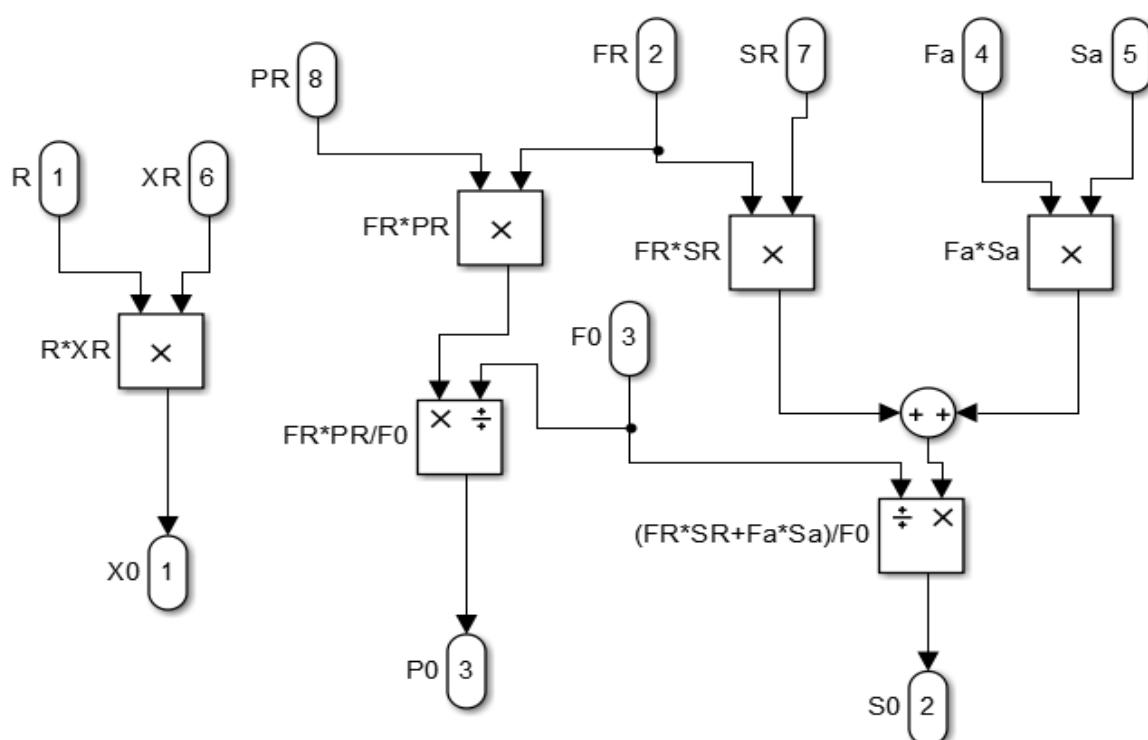 FR 2
SR 7
Fa 4
Sa 5
PR 8
R 1
XR 6
FR*PR ×
FR*SR ×
Fa*Sa ×
F0 3
R*XR ×
FR*PR/F0 × ÷
+ +
(FR*SR+Fa*Sa)/F0 ÷ ×
X0 1
P0 3
S0 2